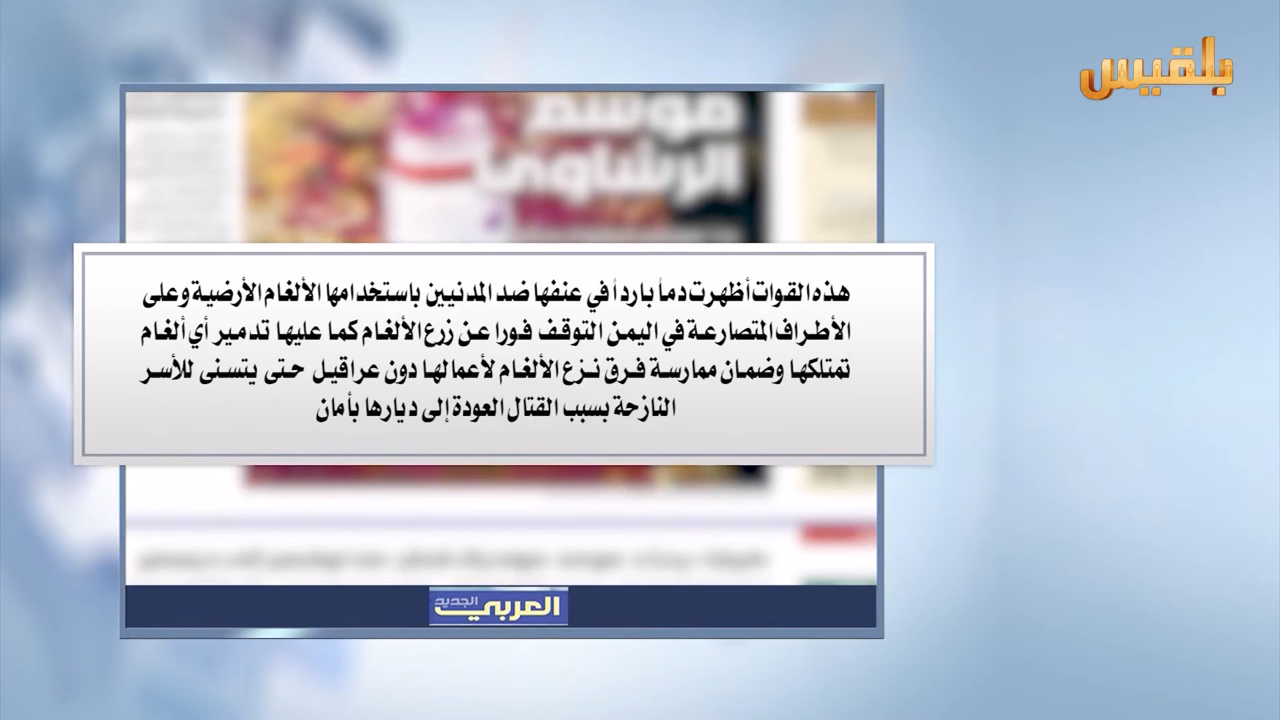 بلقيس
موسم
الرشاوى
هذه القوات أظهرت دماً بارداً في عنفها ضد المدنيين باستخدامها الألغام الأرضية وعلى
الأطراف المتصارعة في اليمن التوقف فورا عن زرع الألغام كما عليها تدمير أي ألغام
تمتلكها وضمان ممارسة فرق نزع الألغام لأعمالها دون عراقيل حتى يتسنى للأسر
النازحة بسبب القتال العودة إلى ديارها بأمان
العربي الجديد